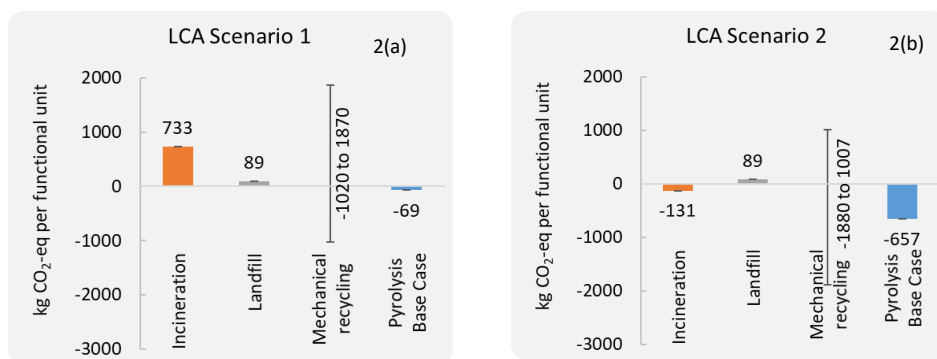 LCA Scenario 1
2(a)
kg CO₂-eq per functional unit
2000
1000
0
-1000
-2000
-3000
733
89
-1020 to 1870
-69
Incineration
Landfill
Mechanical
recycling
Pyrolysis
Base Case
LCA Scenario 2
2(b)
kg CO₂-eq per functional unit
2000
1000
0
-1000
-2000
-3000
-131
89
-1880 to 1007
-657
Incineration
Landfill
Mechanical
recycling
Pyrolysis
Base Case